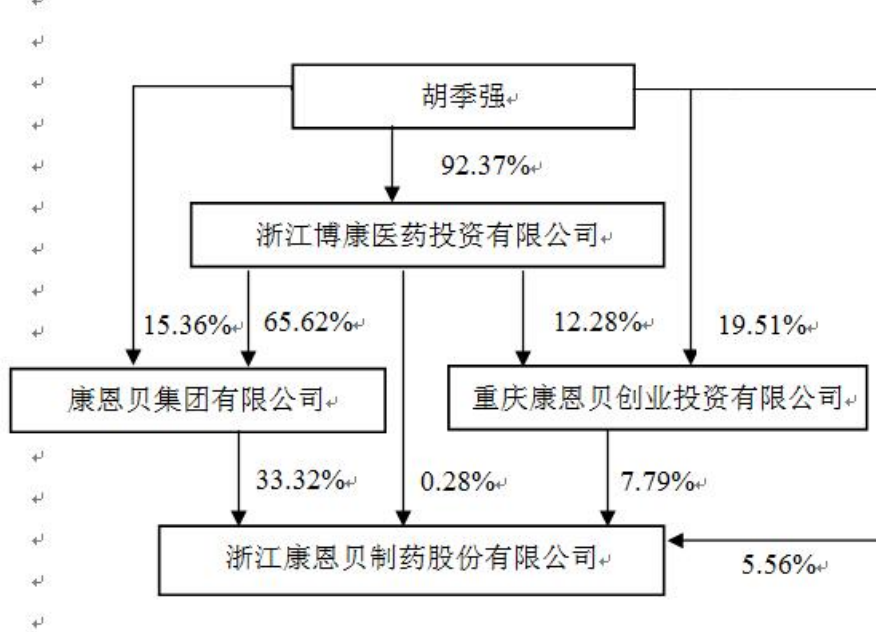 胡季强
92.37%
浙江博康医药投资有限公司
15.36%
65.62%
12.28%
19.51%
康恩贝集团有限公司
重庆康恩贝创业投资有限公司
33.32%
0.28%
7.79%
浙江康恩贝制药股份有限公司
5.56%